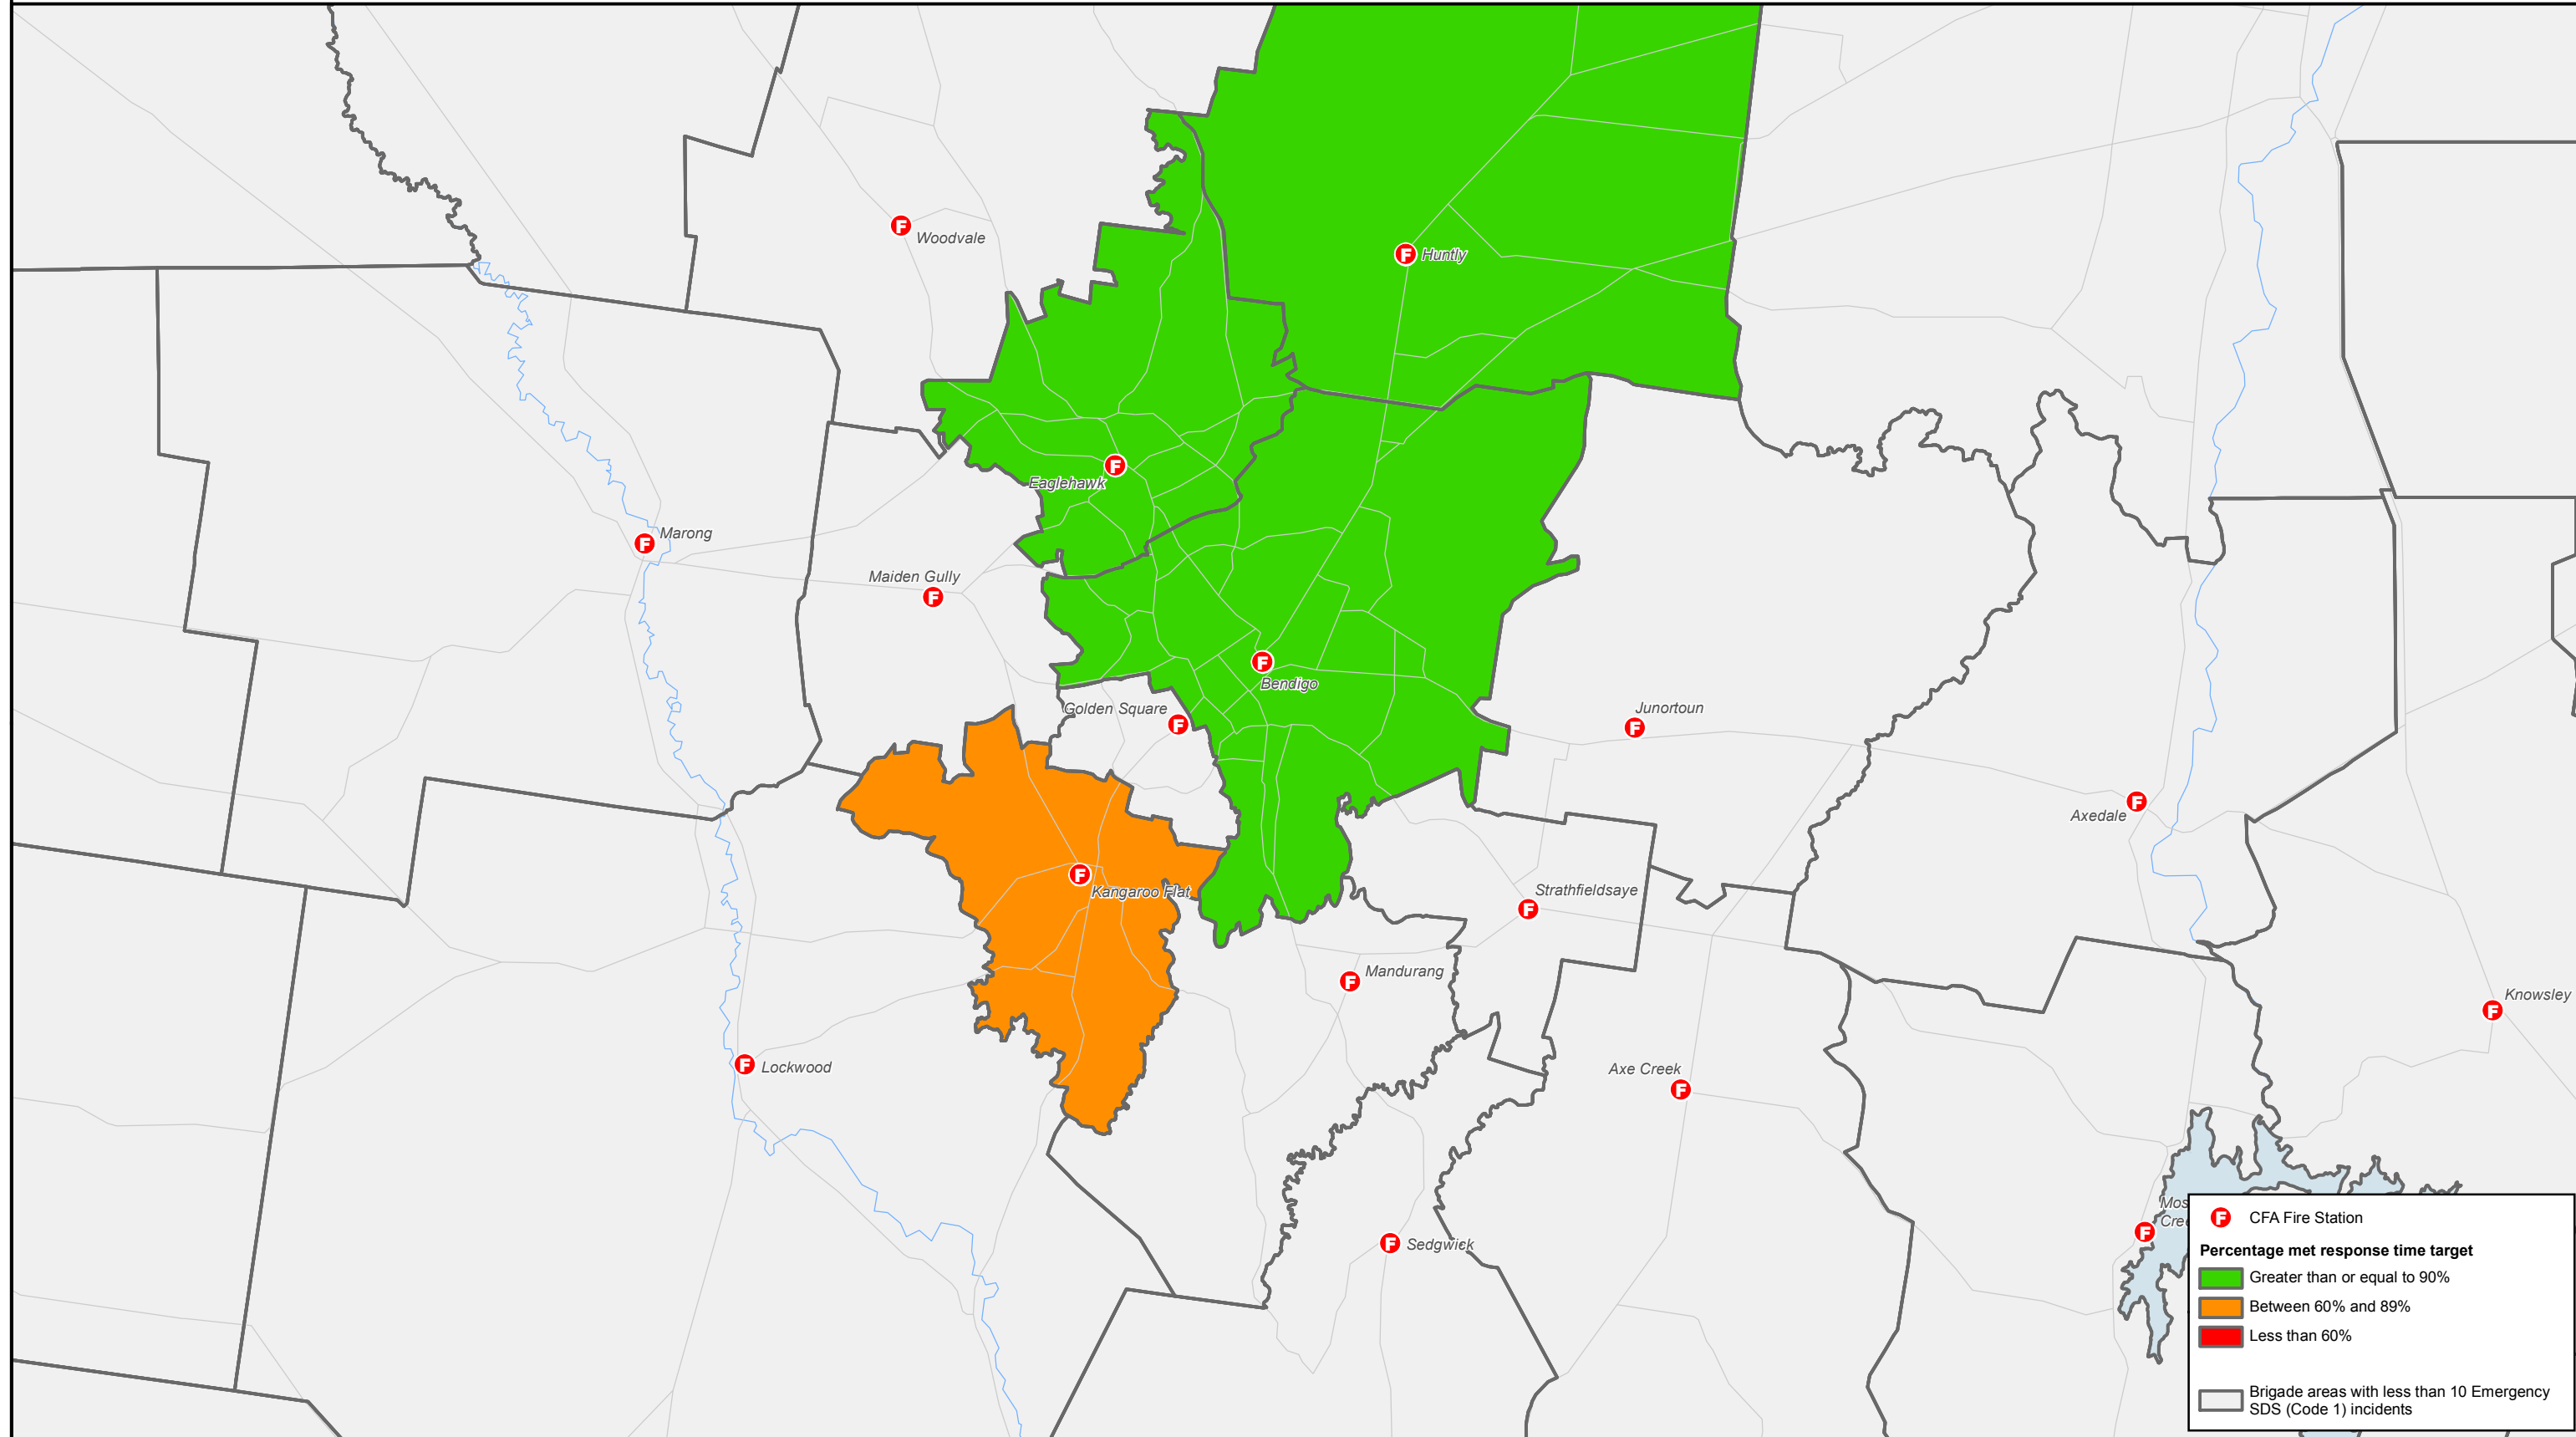 Woodvale
Huntly
Eaglehawk
Marong
Maiden Gully
Bendigo
Golden Square
Junortoun
Axedale
Kangaroo Flat
Strathfieldsaye
Mandurang
Knowsley
Lockwood
Axe Creek
Sedgwick
F CFA Fire Station
Percentage met response time target
Greater than or equal to 90%
Between 60% and 89%
Less than 60%
Brigade areas with less than 10 Emergency
SDS (Code 1) incidents